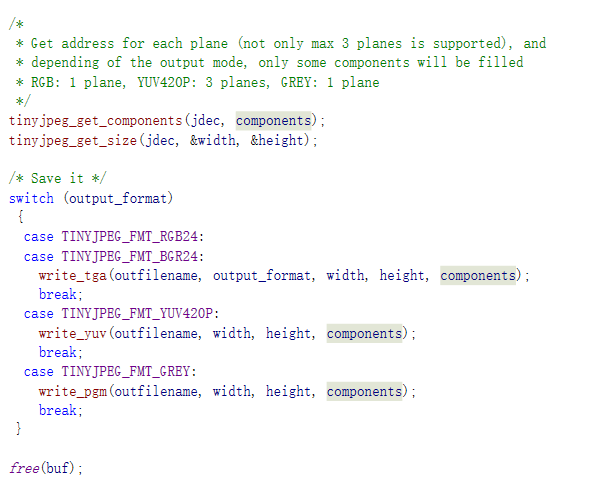 /*
 * Get address for each plane (not only max 3 planes is supported), and
 * depending of the output mode, only some components will be filled
 * RGB: 1 plane, YUV420P: 3 planes, GREY: 1 plane
 */
tinyjpeg_get_components(jdec, components);
tinyjpeg_get_size(jdec, &width, &height);
/* Save it */
switch (output_format)
 {
  case TINYJPEG_FMT_RGB24:
  case TINYJPEG_FMT_BGR24:
    write_tga(outfilename, output_format, width, height, components);
    break;
  case TINYJPEG_FMT_YUV420P:
    write_yuv(outfilename, width, height, components);
    break;
  case TINYJPEG_FMT_GREY:
    write_pgm(outfilename, width, height, components);
    break;
 }
free(buf);